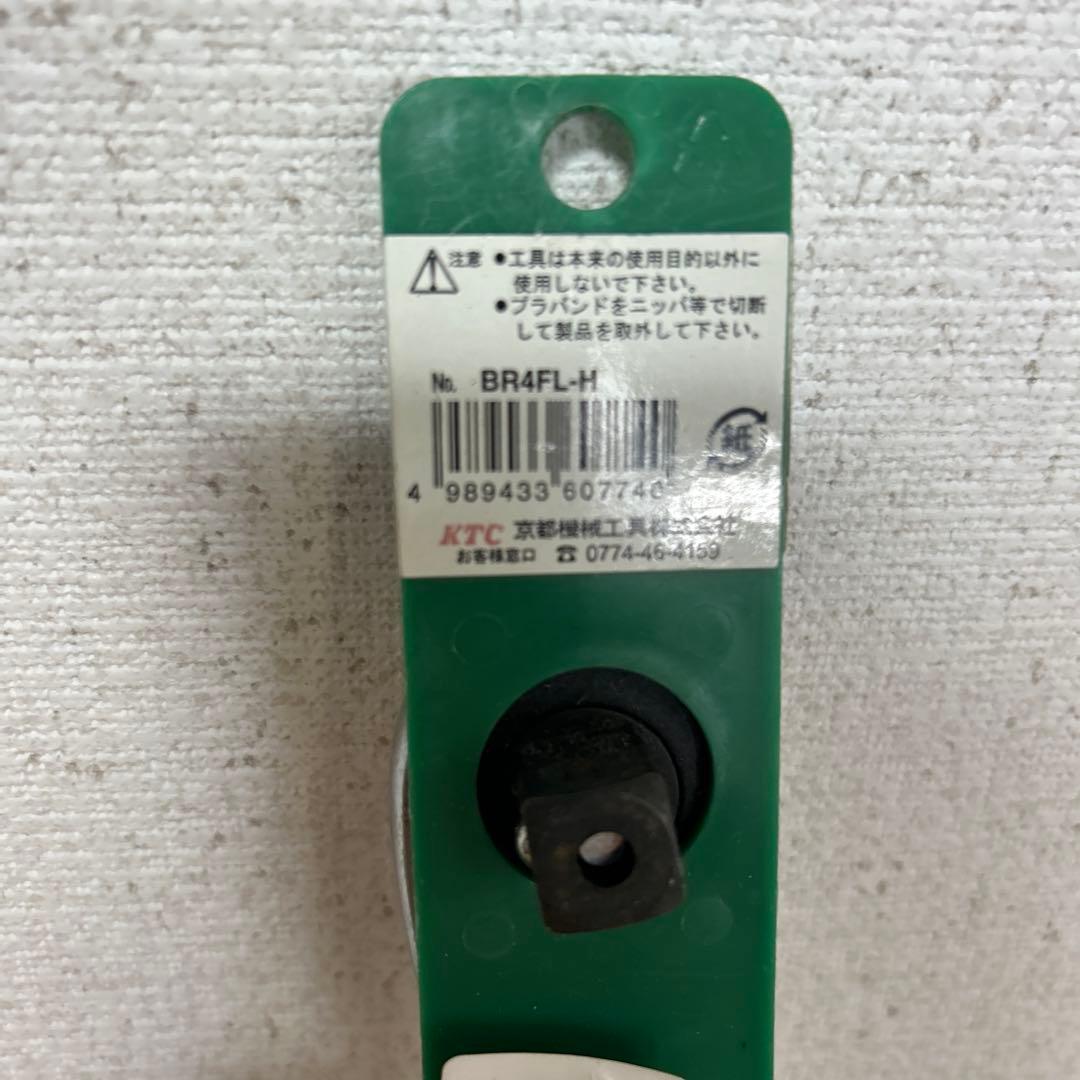 注意 ●工具は本来の使用目的以外に
使用しないで下さい。
●プラバンドをニッパ等で切断
して製品を取外して下さい。
No. BR4FL-H
紙
4 989433 607740
KTC 京都機械工具株式会社
お客様窓口 ☎ 0774-46-4159